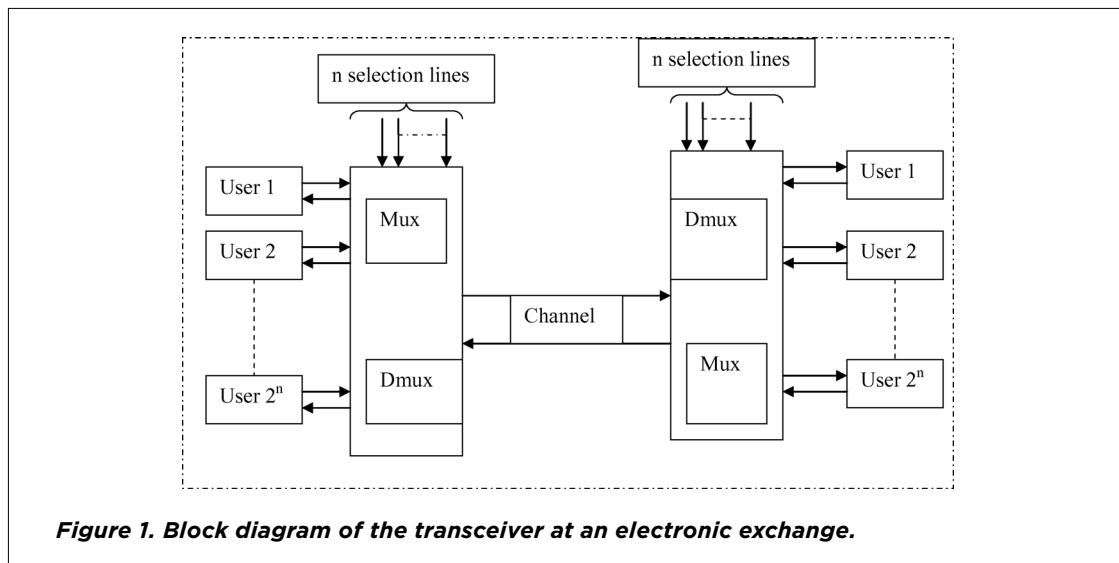 n selection lines
n selection lines
User 1
User 2
User 2ⁿ
Mux
Dmux
Channel
Dmux
Mux
User 1
User 2
User 2ⁿ
Figure 1. Block diagram of the transceiver at an electronic exchange.